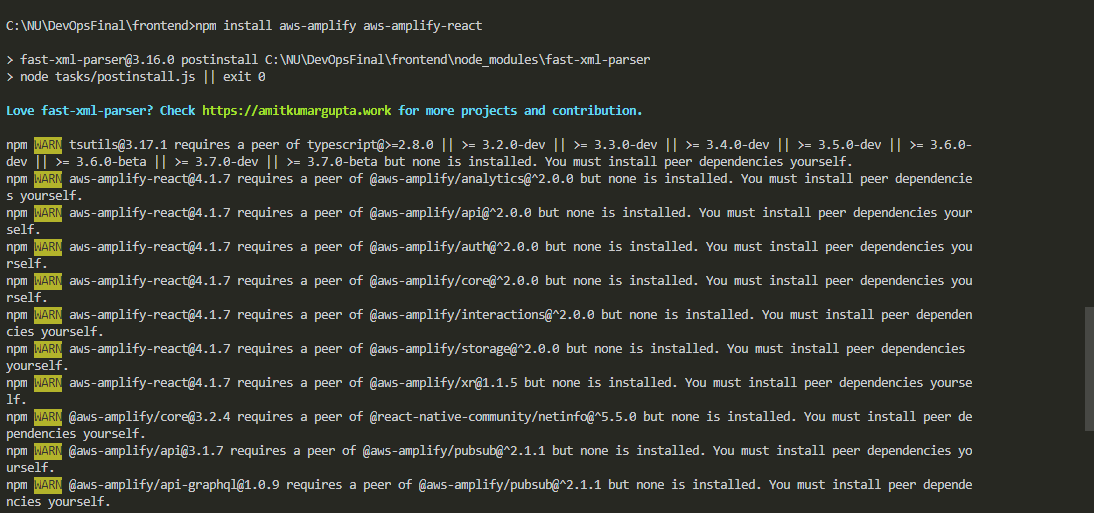 C:\NU\DevOpsFinal\frontend>npm install aws-amplify aws-amplify-react
> fast-xml-parser@3.16.0 postinstall C:\NU\DevOpsFinal\frontend\node_modules\fast-xml-parser
> node tasks/postinstall.js || exit 0
Love fast-xml-parser? Check https://amitkumargupta.work for more projects and contribution.
npm WARN tsutils@3.17.1 requires a peer of typescript@>=2.8.0 || >= 3.2.0-dev || >= 3.3.0-dev || >= 3.4.0-dev || >= 3.5.0-dev || >= 3.6.0-
dev || >= 3.6.0-beta || >= 3.7.0-dev || >= 3.7.0-beta but none is installed. You must install peer dependencies yourself.
npm WARN aws-amplify-react@4.1.7 requires a peer of @aws-amplify/analytics@^2.0.0 but none is installed. You must install peer dependencie
s yourself.
npm WARN aws-amplify-react@4.1.7 requires a peer of @aws-amplify/api@^2.0.0 but none is installed. You must install peer dependencies your
self.
npm WARN aws-amplify-react@4.1.7 requires a peer of @aws-amplify/auth@^2.0.0 but none is installed. You must install peer dependencies you
rself.
npm WARN aws-amplify-react@4.1.7 requires a peer of @aws-amplify/core@^2.0.0 but none is installed. You must install peer dependencies you
rself.
npm WARN aws-amplify-react@4.1.7 requires a peer of @aws-amplify/interactions@^2.0.0 but none is installed. You must install peer dependen
cies yourself.
npm WARN aws-amplify-react@4.1.7 requires a peer of @aws-amplify/storage@^2.0.0 but none is installed. You must install peer dependencies
yourself.
npm WARN aws-amplify-react@4.1.7 requires a peer of @aws-amplify/xr@1.1.5 but none is installed. You must install peer dependencies yourse
lf.
npm WARN @aws-amplify/core@3.2.4 requires a peer of @react-native-community/netinfo@^5.5.0 but none is installed. You must install peer de
pendencies yourself.
npm WARN @aws-amplify/api@3.1.7 requires a peer of @aws-amplify/pubsub@^2.1.1 but none is installed. You must install peer dependencies yo
urself.
npm WARN @aws-amplify/api-graphql@1.0.9 requires a peer of @aws-amplify/pubsub@^2.1.1 but none is installed. You must install peer depende
ncies yourself.